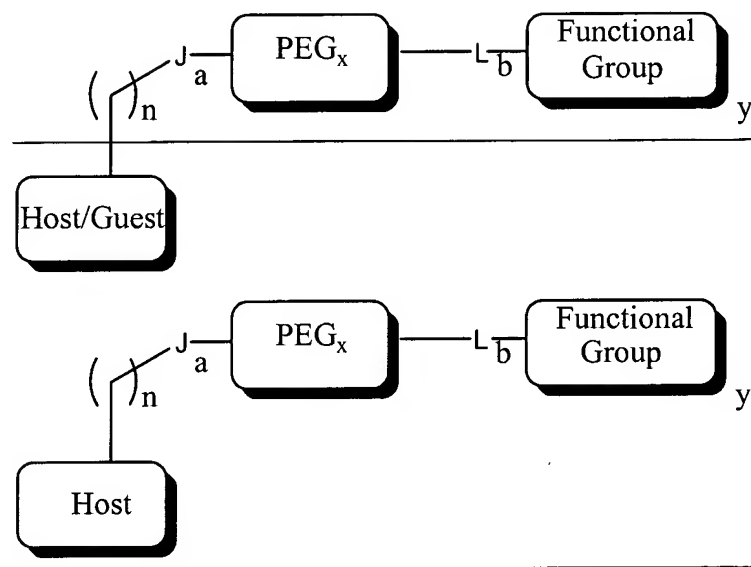 J a PEGₓ L b Functional Group
( )n y
Host/Guest
J a PEGₓ L b Functional Group
( )n y
Host